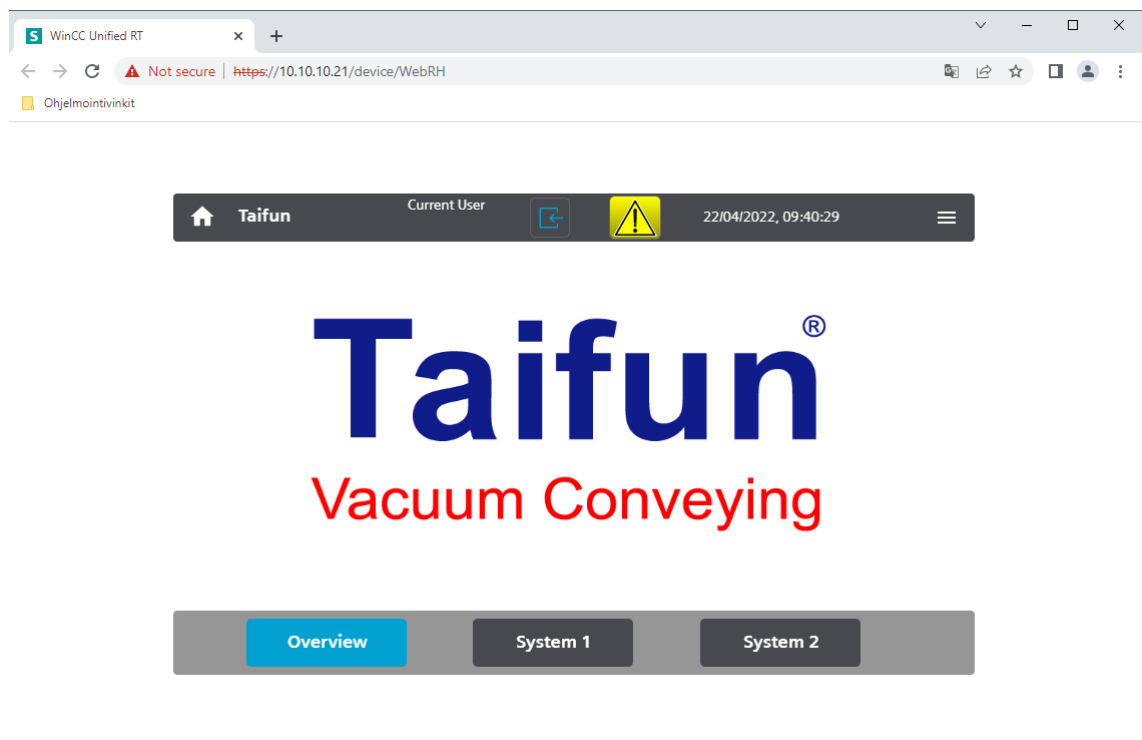 WinCC Unified RT
Not secure https://10.10.10.21/device/WebRH
Ohjelmointivinkit
Taifun Current User 22/04/2022, 09:40:29
Taifun®
Vacuum Conveying
Overview System 1 System 2